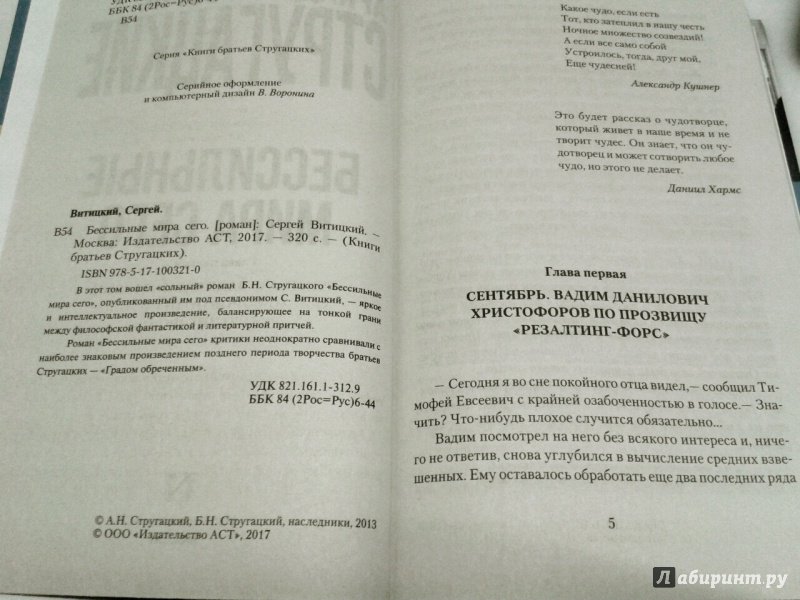 УДК
ББК 84 (2Рос=Рус)6-
В54
Серия «Книги братьев Стругацких»
Серийное оформление
и компьютерный дизайн В. Воронина
Витицкий, Сергей.
В54 Бессильные мира сего. [роман]: Сергей Витицкий. –
Москва: Издательство АСТ, 2017. — 320 с. — (Книги
братьев Стругацких).
ISBN 978-5-17-100321-0
В этот том вошел «сольный» роман Б.Н. Стругацкого «Бессильные
мира сего», опубликованный им под псевдонимом С. Витицкий, — яркое
и интеллектуальное произведение, балансирующее на тонкой грани
между философской фантастикой и литературной притчей.
Роман «Бессильные мира сего» критики неоднократно сравнивали с
наиболее знаковым произведением позднего периода творчества братьев
Стругацких — «Градом обреченным».
УДК 821.161.1-312.9
ББК 84 (2Рос=Рус)6-44
© А.Н. Стругацкий, Б.Н. Стругацкий, наследники, 2013
© ООО «Издательство АСТ», 2017
Какое чудо, если есть
Тот, кто затеплил в нашу честь
Ночное множество созвездий!
А если все само собой
Устроилось, тогда, друг мой,
Еще чудесней!
Александр Кушнер
Это будет рассказ о чудотворце,
который живет в наше время и не
творит чудес. Он знает, что он чу-
дотворец и может сотворить любое
чудо, но этого не делает.
Даниил Хармс
Глава первая
СЕНТЯБРЬ. ВАДИМ ДАНИЛОВИЧ
ХРИСТОФОРОВ ПО ПРОЗВИЩУ
«РЕЗАЛТИНГ-ФОРС»
— Сегодня я во сне покойного отца видел,— сообщил Ти-
мофей Евсеевич с крайней озабоченностью в голосе.— Зна-
чить? Что-нибудь плохое случится обязательно...
Вадим посмотрел на него без всякого интереса и, ниче-
го не ответив, снова углубился в вычисление средних взве-
шенных. Ему оставалось обработать еще два последних ряда
5
Лабиринт.ру